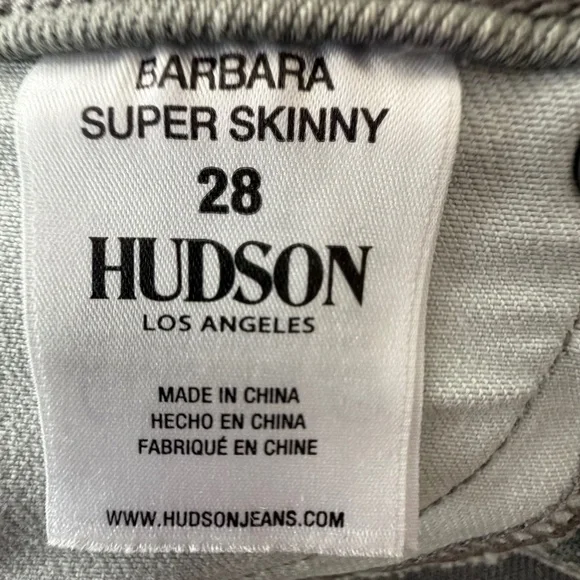 BARBARA
SUPER SKINNY
28
HUDSON
LOS ANGELES
MADE IN CHINA
HECHO EN CHINA
FABRIQUÉ EN CHINE
WWW.HUDSONJEANS.COM